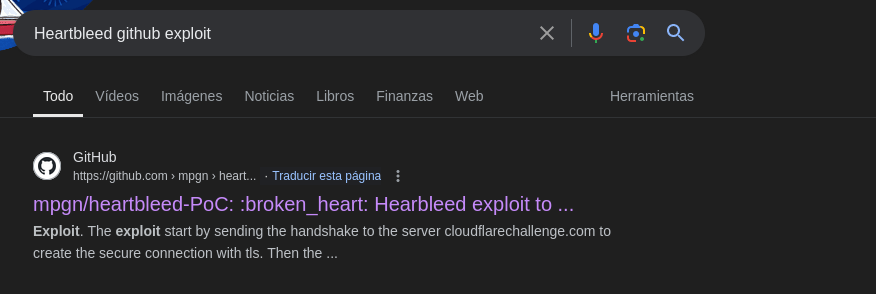 Heartbleed github exploit
Todo Vídeos Imágenes Noticias Libros Finanzas Web Herramientas
GitHub
https://github.com › mpgn › heart... · Traducir esta página
mpgn/heartbleed-PoC: :broken_heart: Hearbleed exploit to ...
Exploit. The exploit start by sending the handshake to the server cloudflarechallenge.com to
create the secure connection with tls. Then the ...